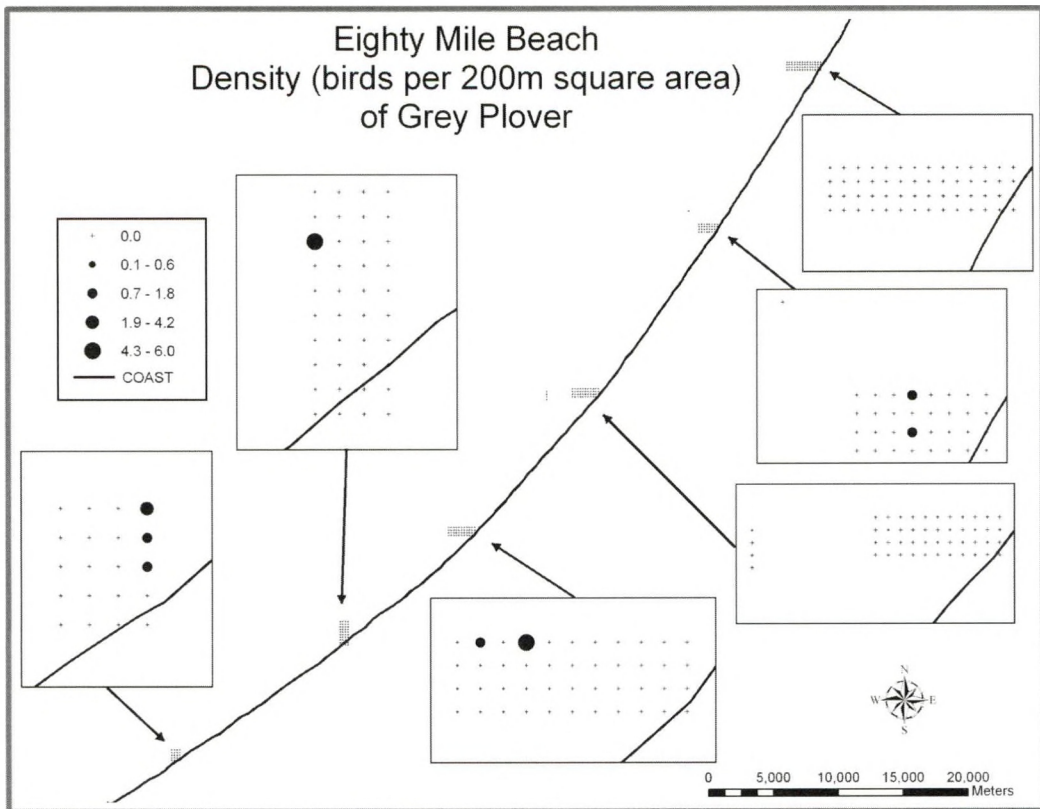 Eighty Mile Beach
Density (birds per 200m square area)
of Grey Plover
0.0
0.1 - 0.6
0.7 - 1.8
1.9 - 4.2
4.3 - 6.0
COAST
N
W E
S
0 5,000 10,000 15,000 20,000
Meters